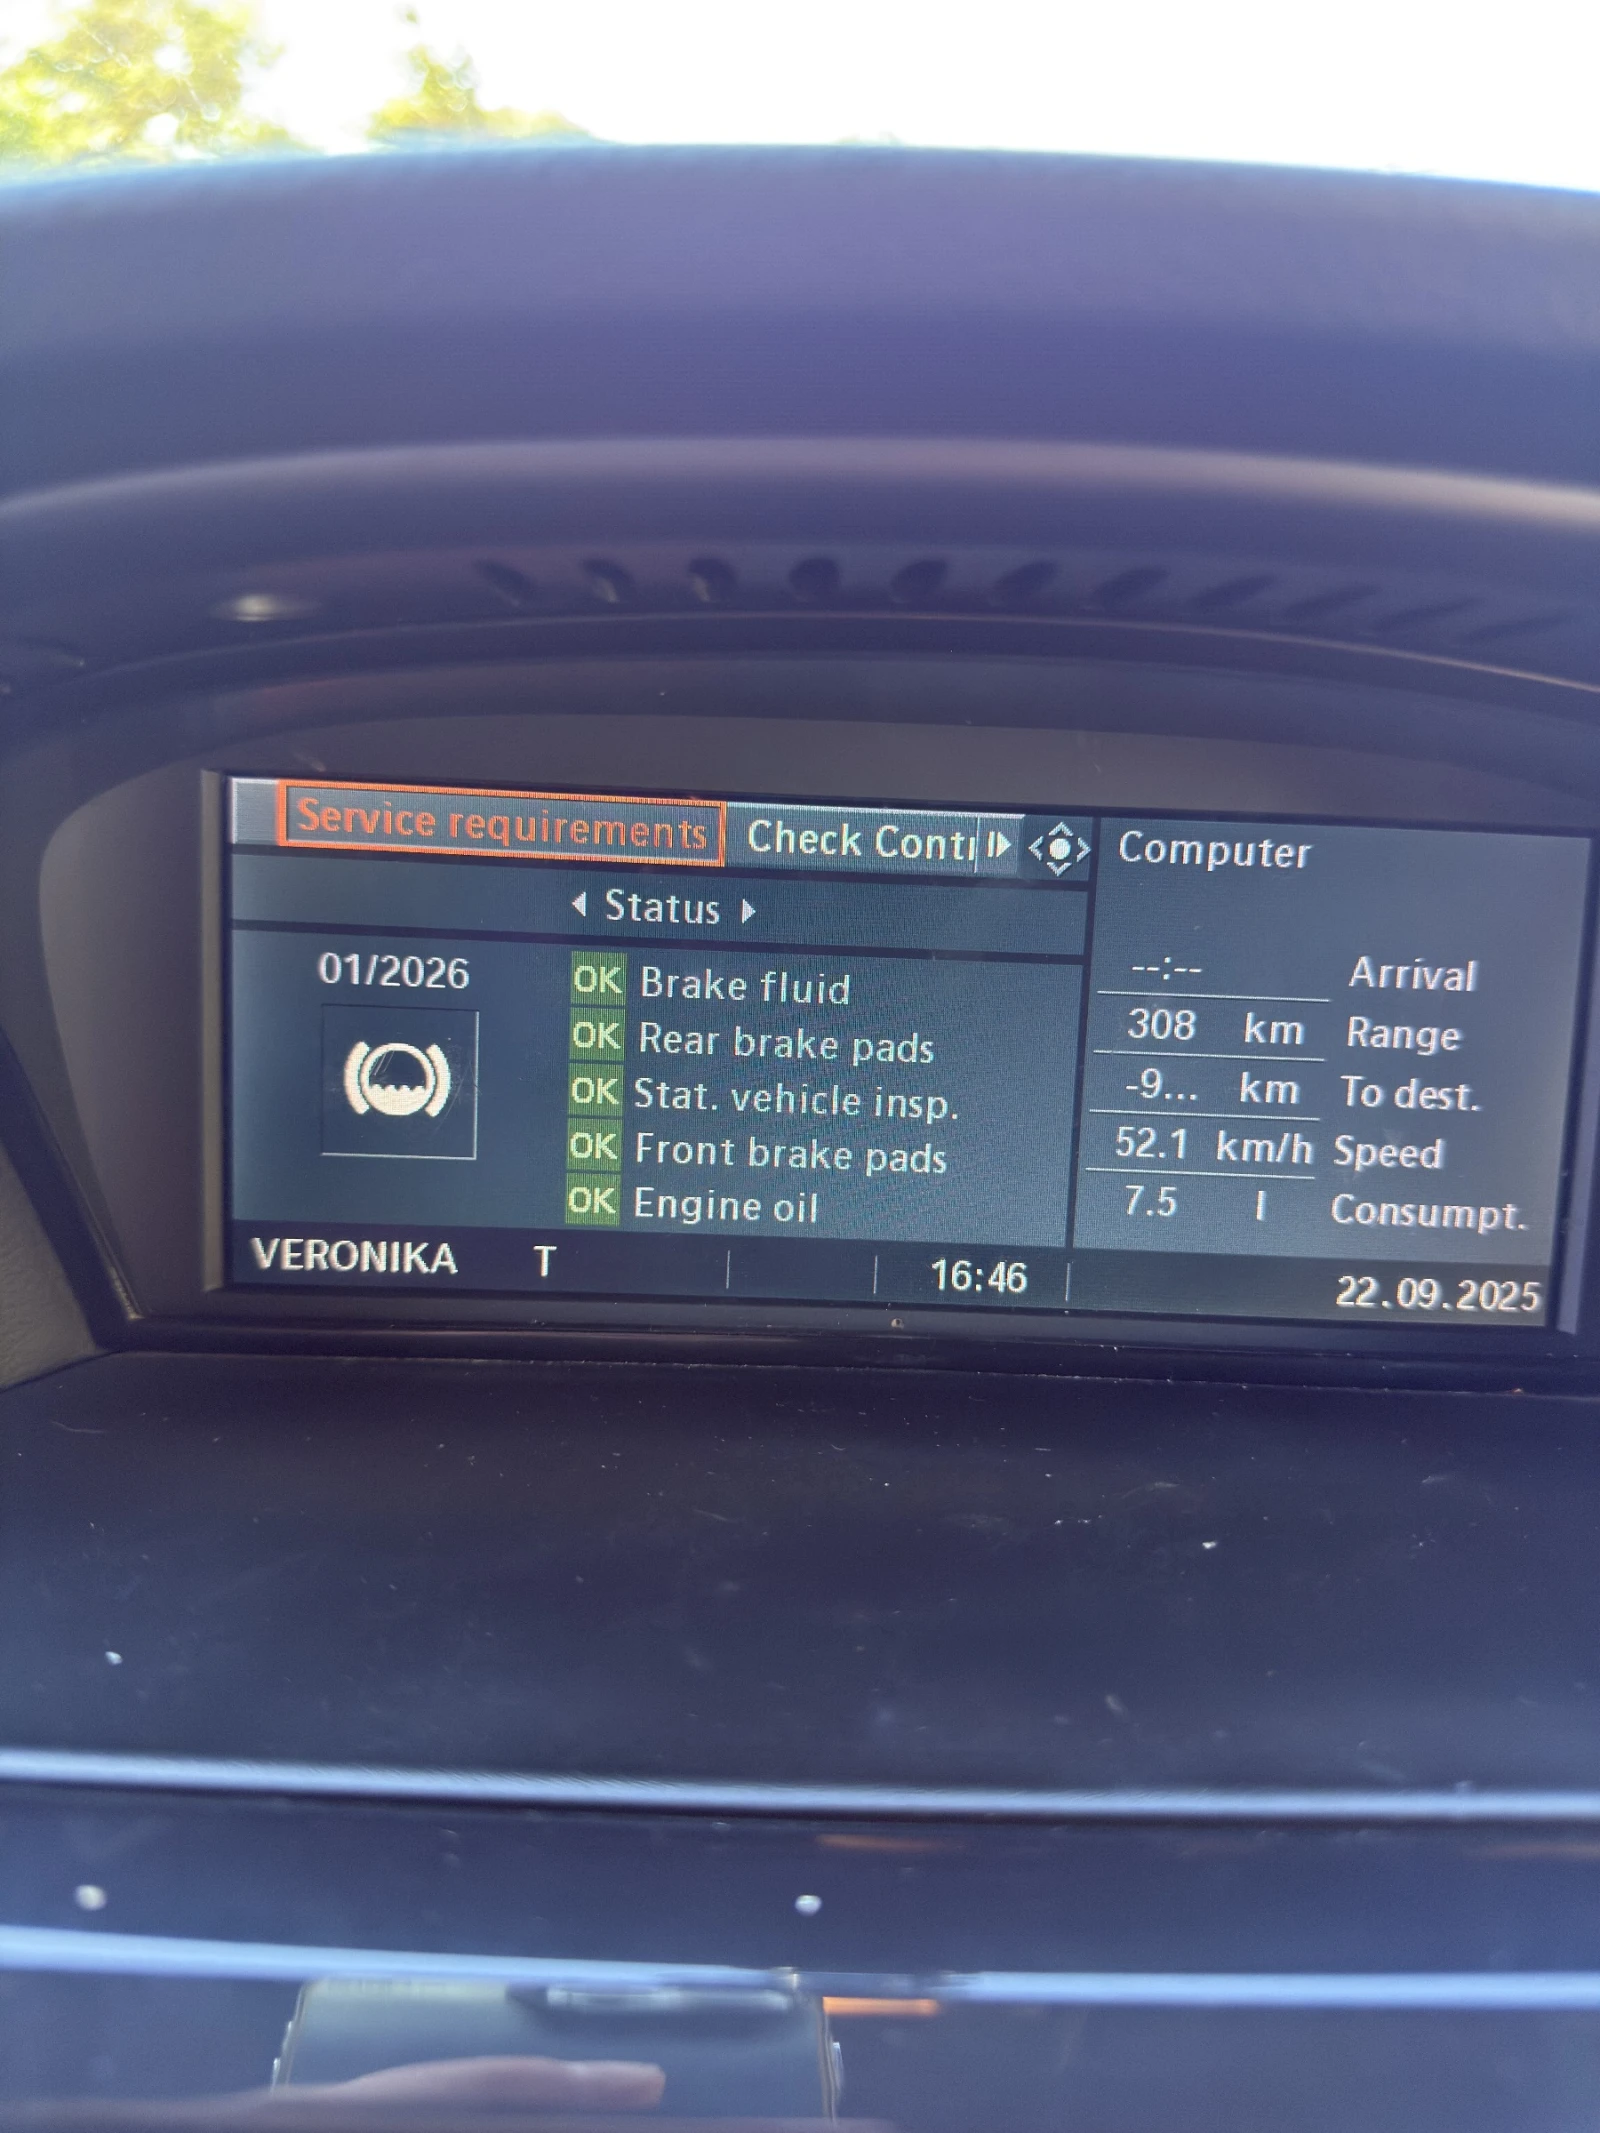 Service requirements Check Contr
Status
01/2026
OK Brake fluid
OK Rear brake pads
OK Stat. vehicle insp.
OK Front brake pads
OK Engine oil
Computer
--:-- Arrival
308 km Range
-9... km To dest.
52.1 km/h Speed
7.5 l Consumpt.
VERONIKA T 16:46 22.09.2025